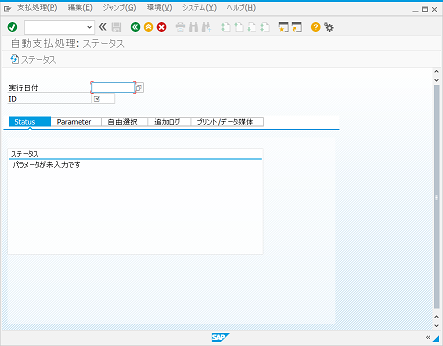 支払処理(P) 編集(E) ジャンプ(G) 環境(V) システム(Y) ヘルプ(H)
自動支払処理: ステータス
ステータス
実行日付
ID
Status Parameter 自由選択 追加ログ プリント/データ媒体
ステータス
パラメータが未入力です
SAP